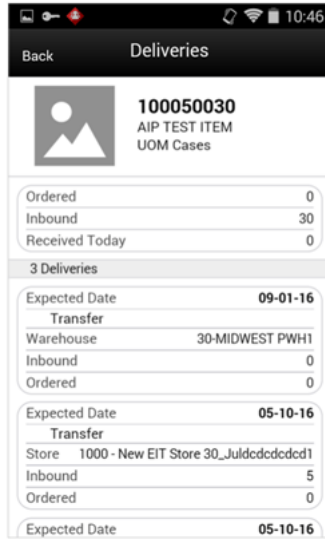 10:46
Back Deliveries
100050030
AIP TEST ITEM
UOM Cases
Ordered 0
Inbound 30
Received Today 0
3 Deliveries
Expected Date 09-01-16
Transfer
Warehouse 30-MIDWEST PWH1
Inbound 0
Ordered 0
Expected Date 05-10-16
Transfer
Store 1000 - New EIT Store 30_Juldcdcdcdcd1
Inbound 5
Ordered 0
Expected Date 05-10-16